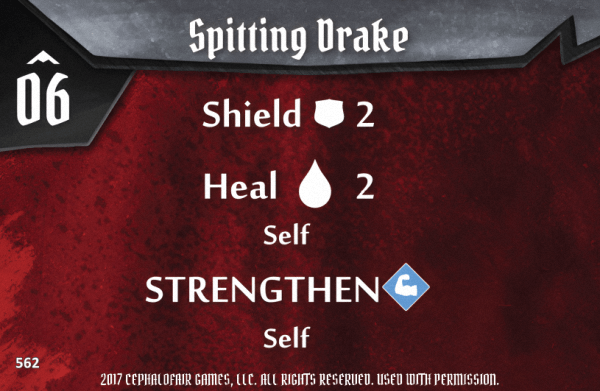 Spitting Drake
06
Shield 2
Heal 2
Self
STRENGTHEN
Self
562
2017 CEPHALOFAIR GAMES, LLC. ALL RIGHTS RESERVED. USED WITH PERMISSION.